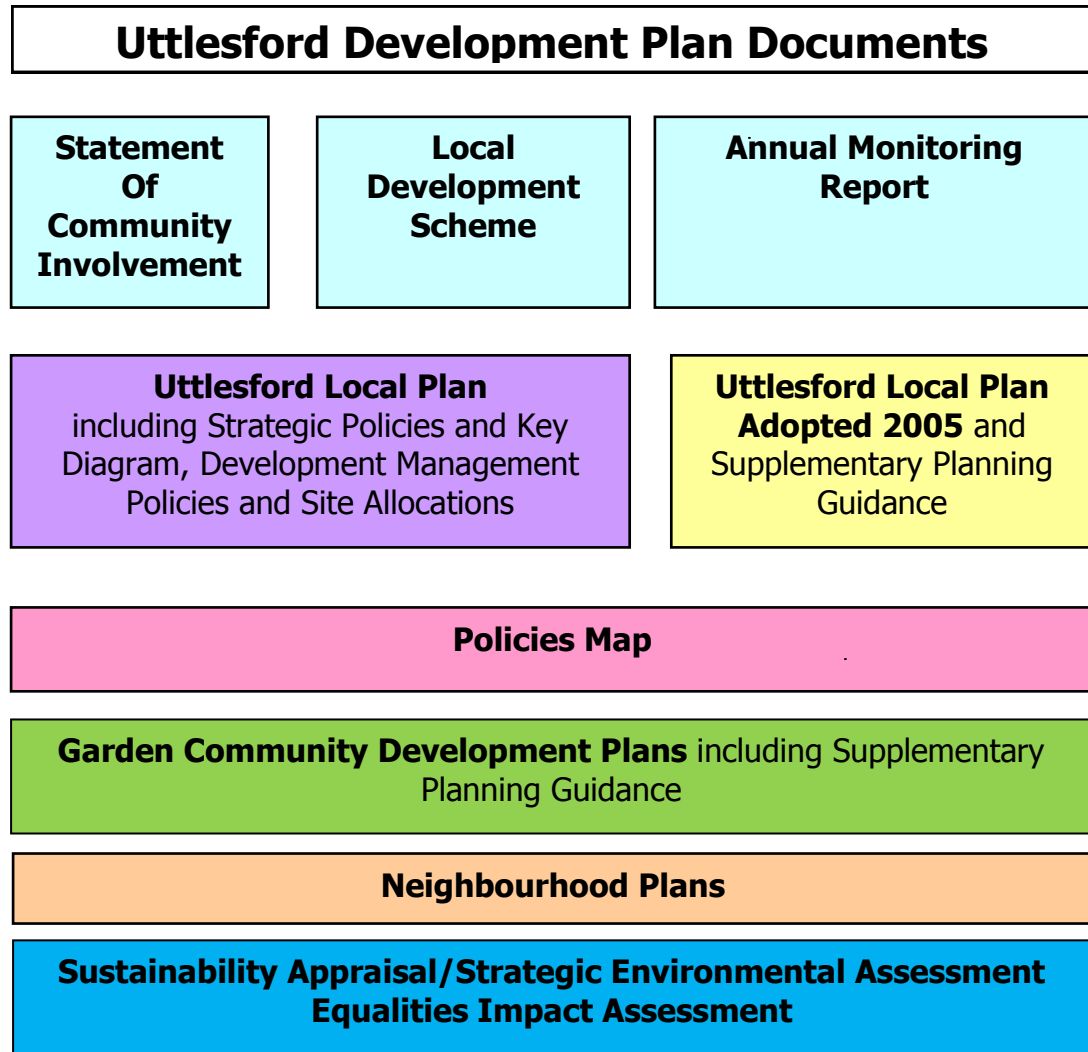 Uttlesford Development Plan Documents
Statement
Of
Community
Involvement
Local
Development
Scheme
Annual Monitoring
Report
Uttlesford Local Plan
including Strategic Policies and Key
Diagram, Development Management
Policies and Site Allocations
Uttlesford Local Plan
Adopted 2005 and
Supplementary Planning
Guidance
Policies Map
Garden Community Development Plans including Supplementary
Planning Guidance
Neighbourhood Plans
Sustainability Appraisal/Strategic Environmental Assessment
Equalities Impact Assessment